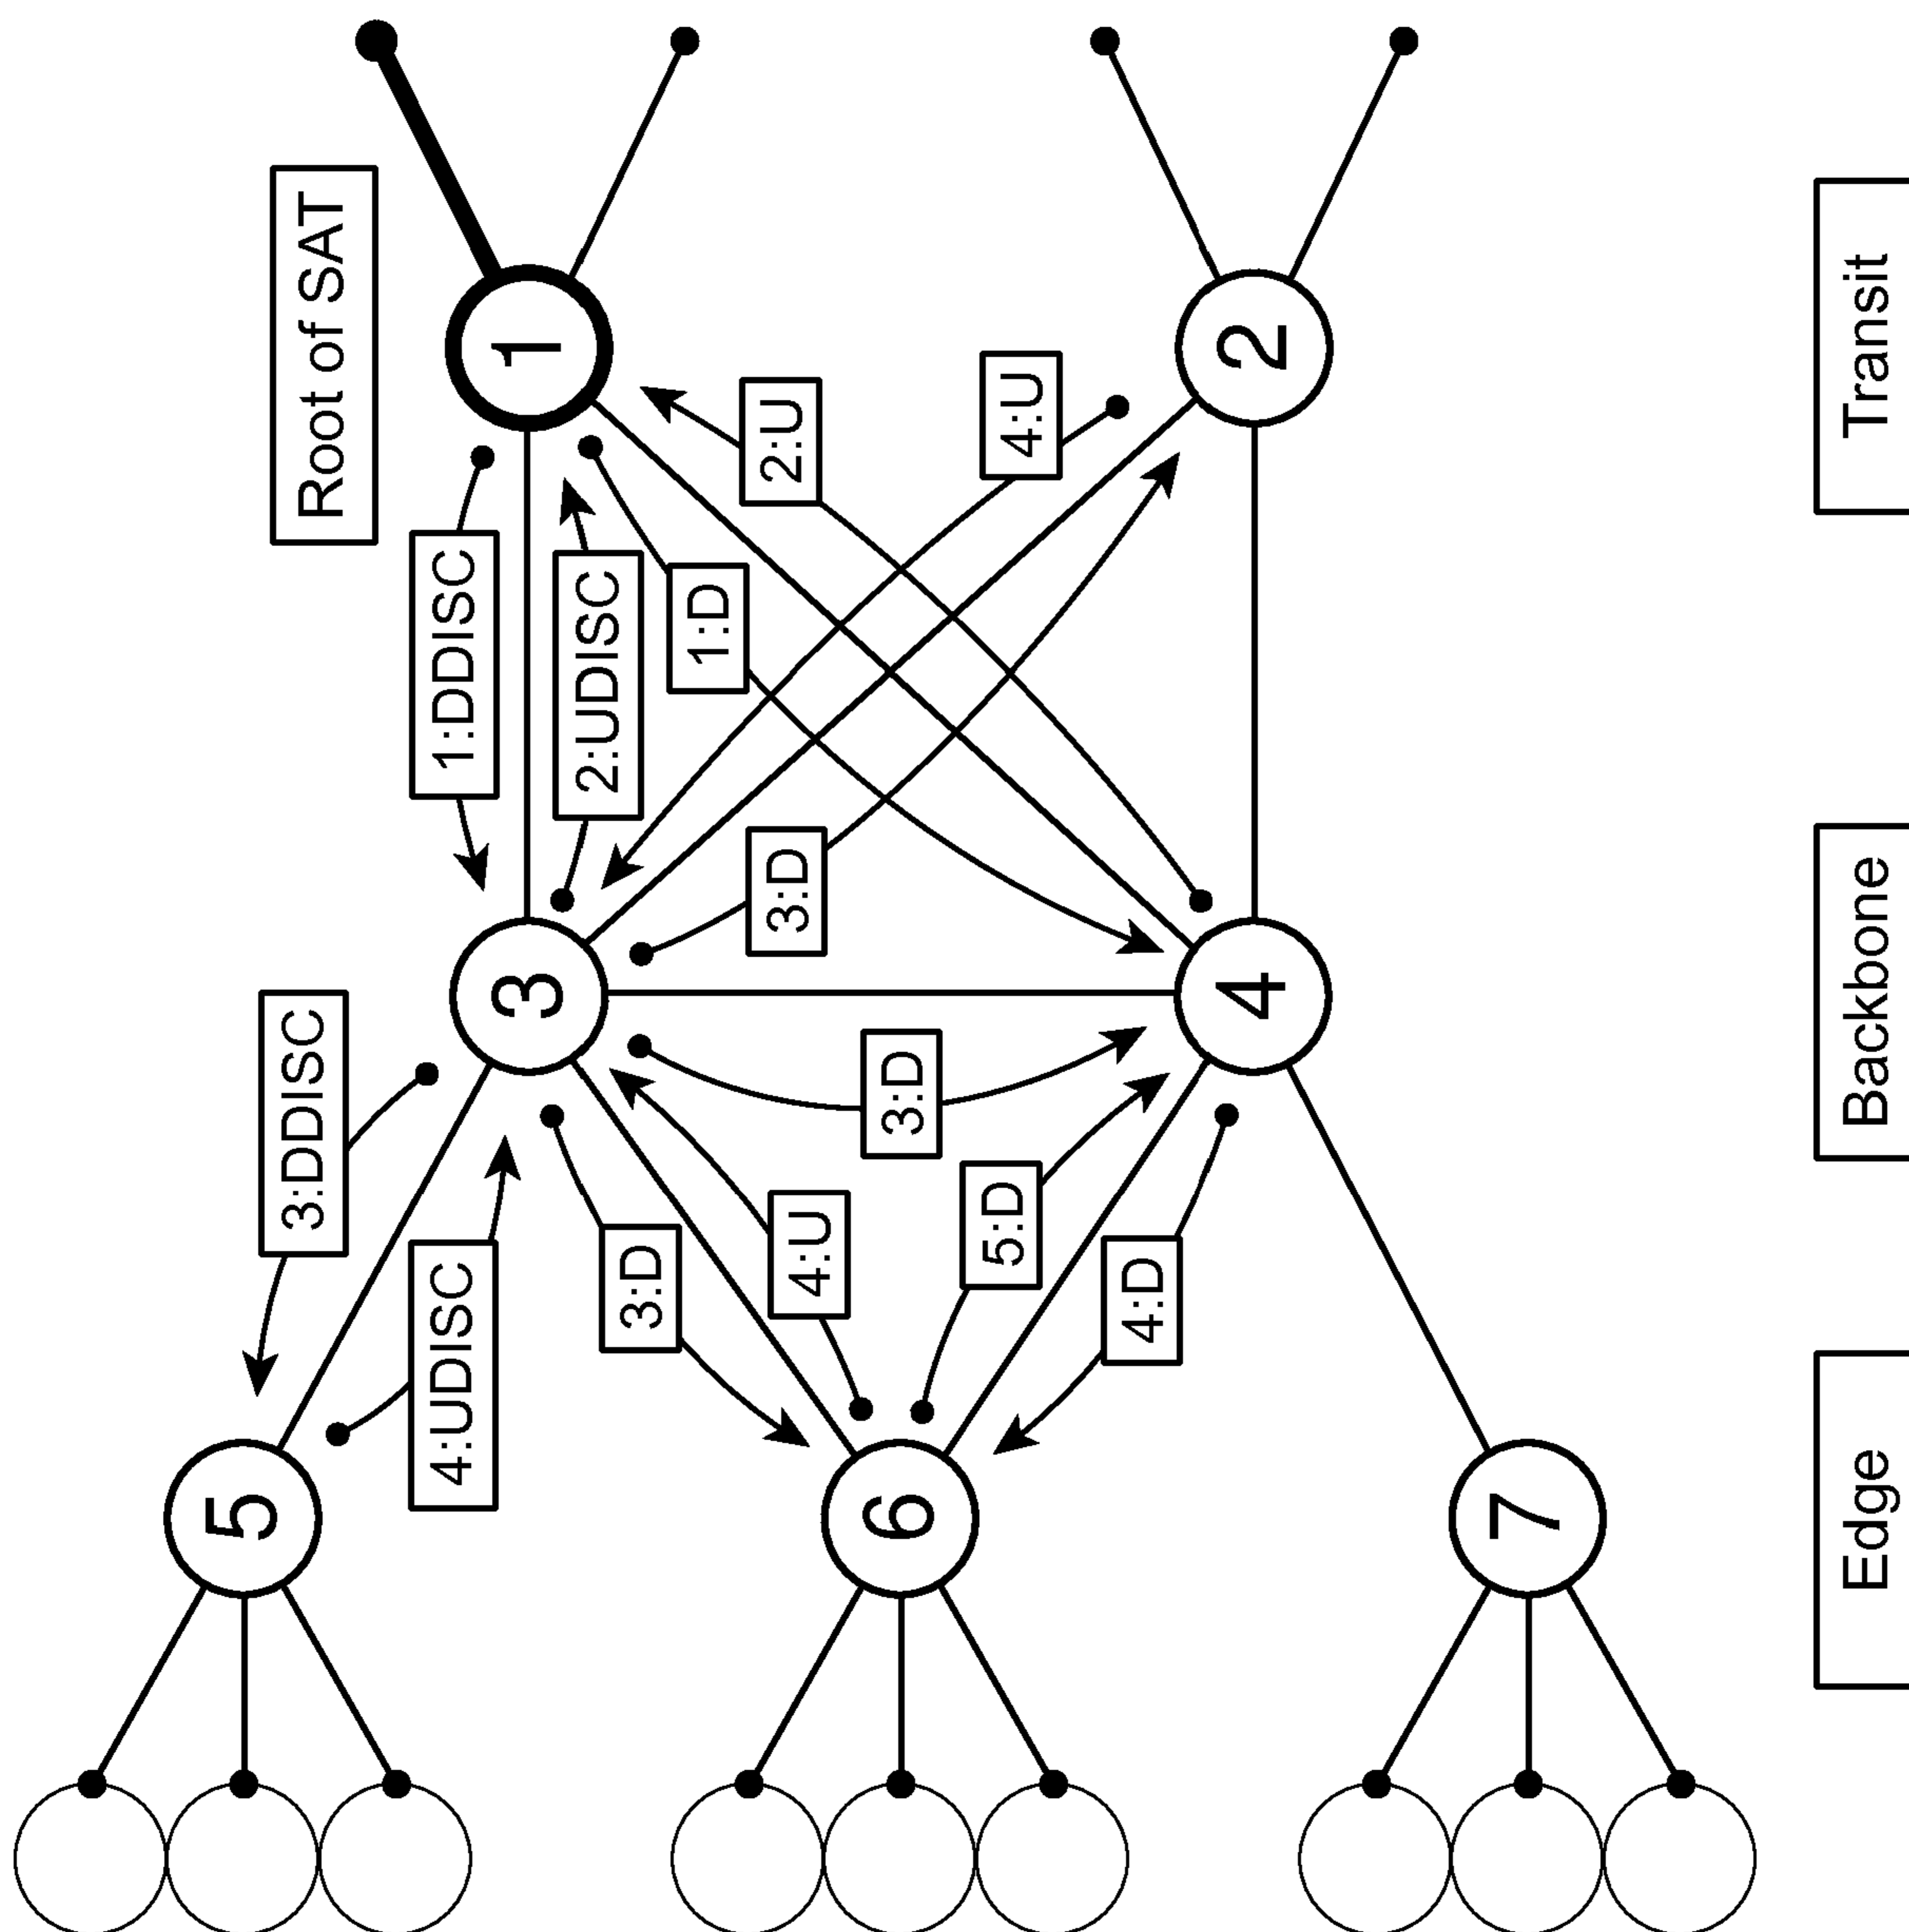 5
3:DDISC
Root of SAT
4:UDISC
1:DDISC
3
1
2:UDISC
3:D
1:D
2:U
3:D
4:U
6
3:D
5:D
4:U
4:D
4
2
7
Edge
Backbone
Transit